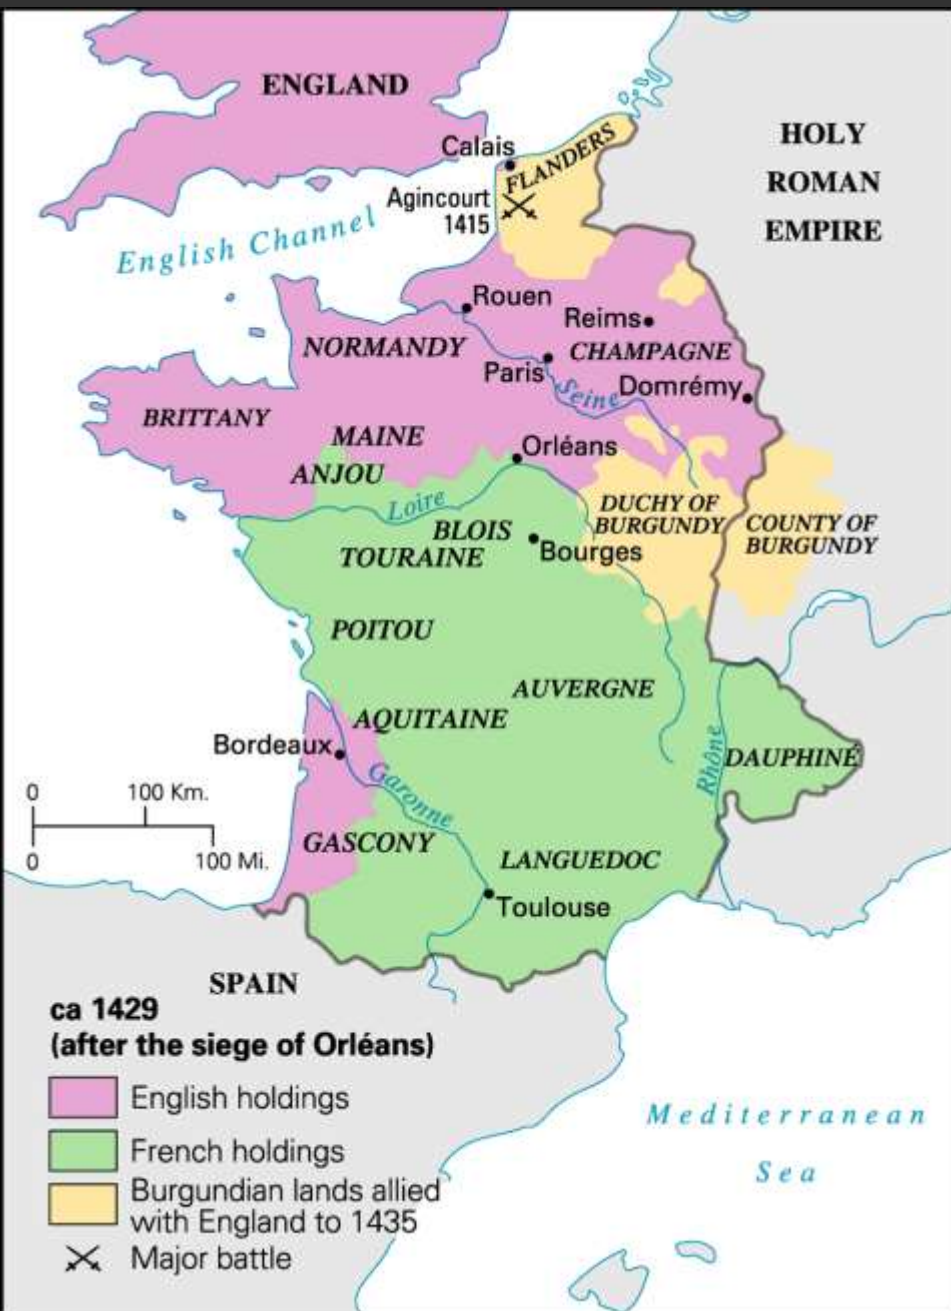 ENGLAND
HOLY
ROMAN
EMPIRE
Calais
FLANDERS
Agincourt
1415
English Channel
Rouen
Reims
NORMANDY
CHAMPAGNE
Paris
Seine
Domrémy
BRITTANY
MAINE
Orléans
ANJOU
Loire
DUCHY OF
BURGUNDY
COUNTY OF
BURGUNDY
BLOIS
Bourges
TOURAINE
POITOU
AUVERGNE
AQUITAINE
Bordeaux
Garonne
Rhône
DAUPHINÉ
0 100 Km.
0 100 Mi.
GASCONY
LANGUEDOC
Toulouse
SPAIN
ca 1429
(after the siege of Orléans)
English holdings
French holdings
Burgundian lands allied
with England to 1435
Major battle
Mediterranean
Sea